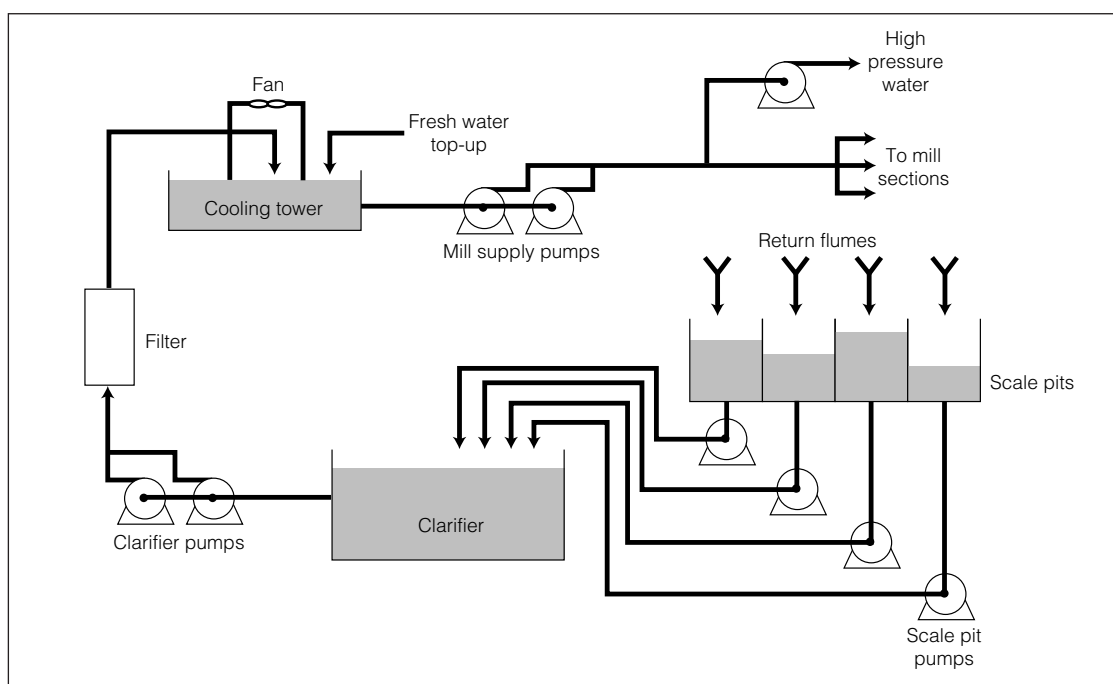 High
pressure
water
Fan
Fresh water
top-up
To mill
sections
Cooling tower
Mill supply pumps
Return flumes
Filter
Scale pits
Clarifier
Clarifier pumps
Scale pit
pumps